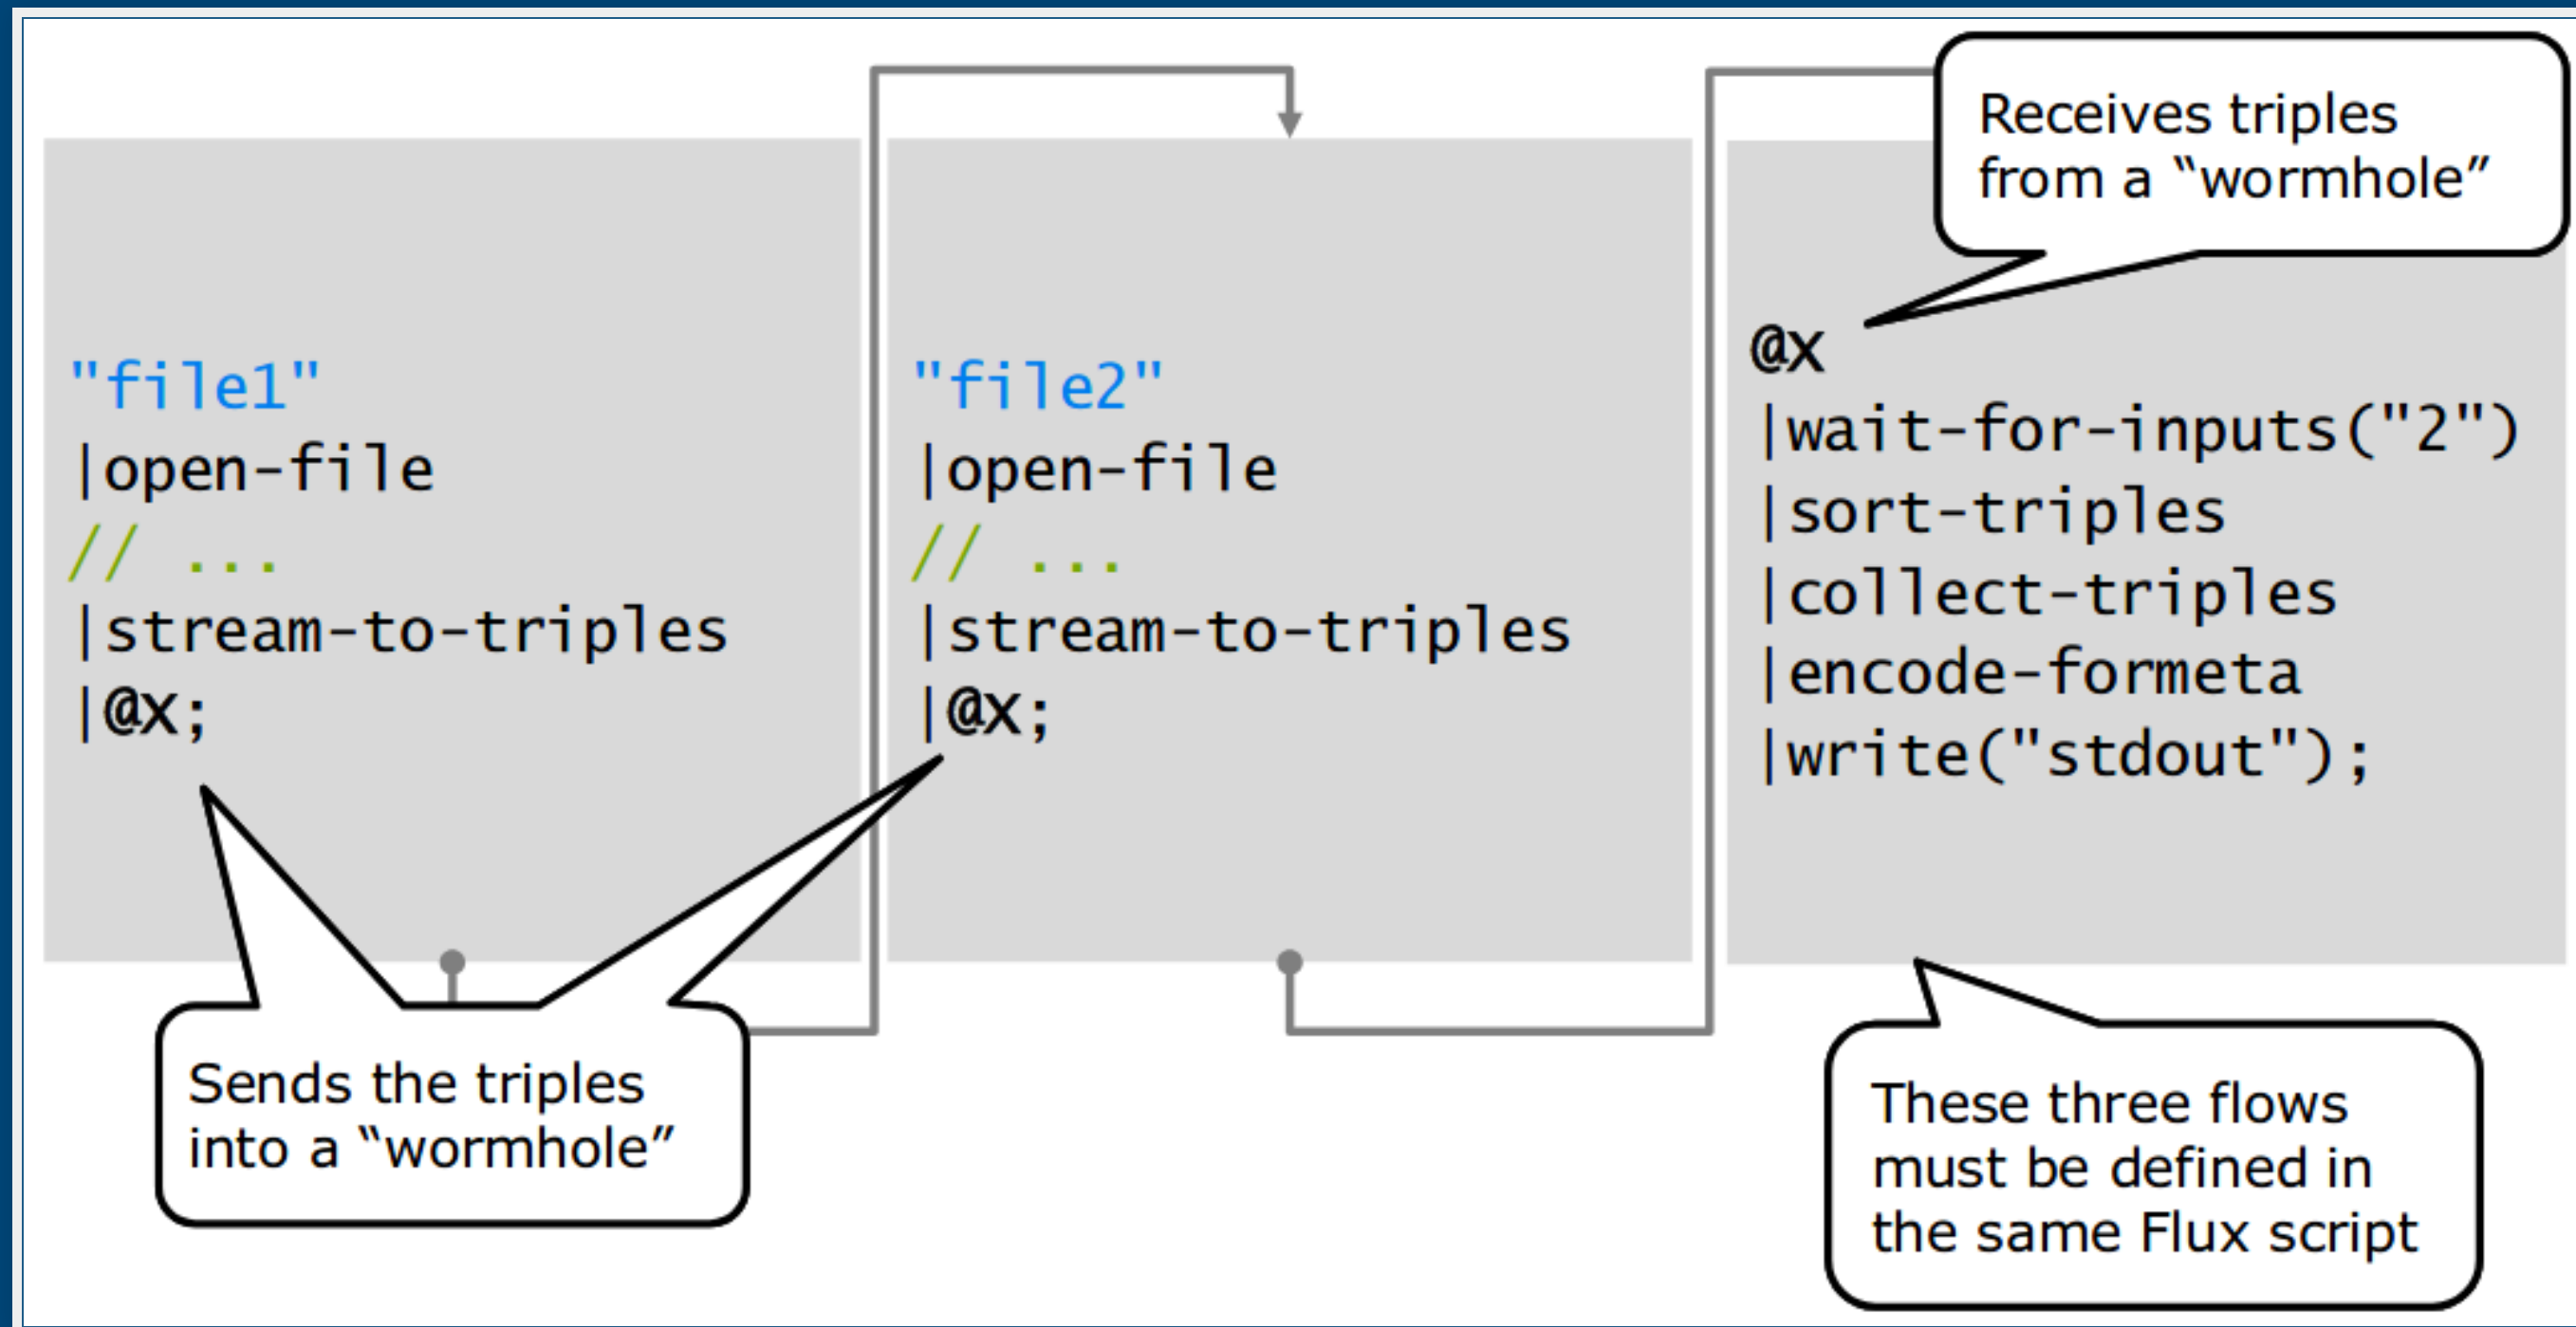 "file1"
|open-file
// ...
|stream-to-triples
|@x;
Sends the triples
into a “wormhole”
"file2"
|open-file
// ...
|stream-to-triples
|@x;
Receives triples
from a “wormhole”
@x
|wait-for-inputs("2")
|sort-triples
|collect-triples
|encode-formeta
|write("stdout");
These three flows
must be defined in
the same Flux script